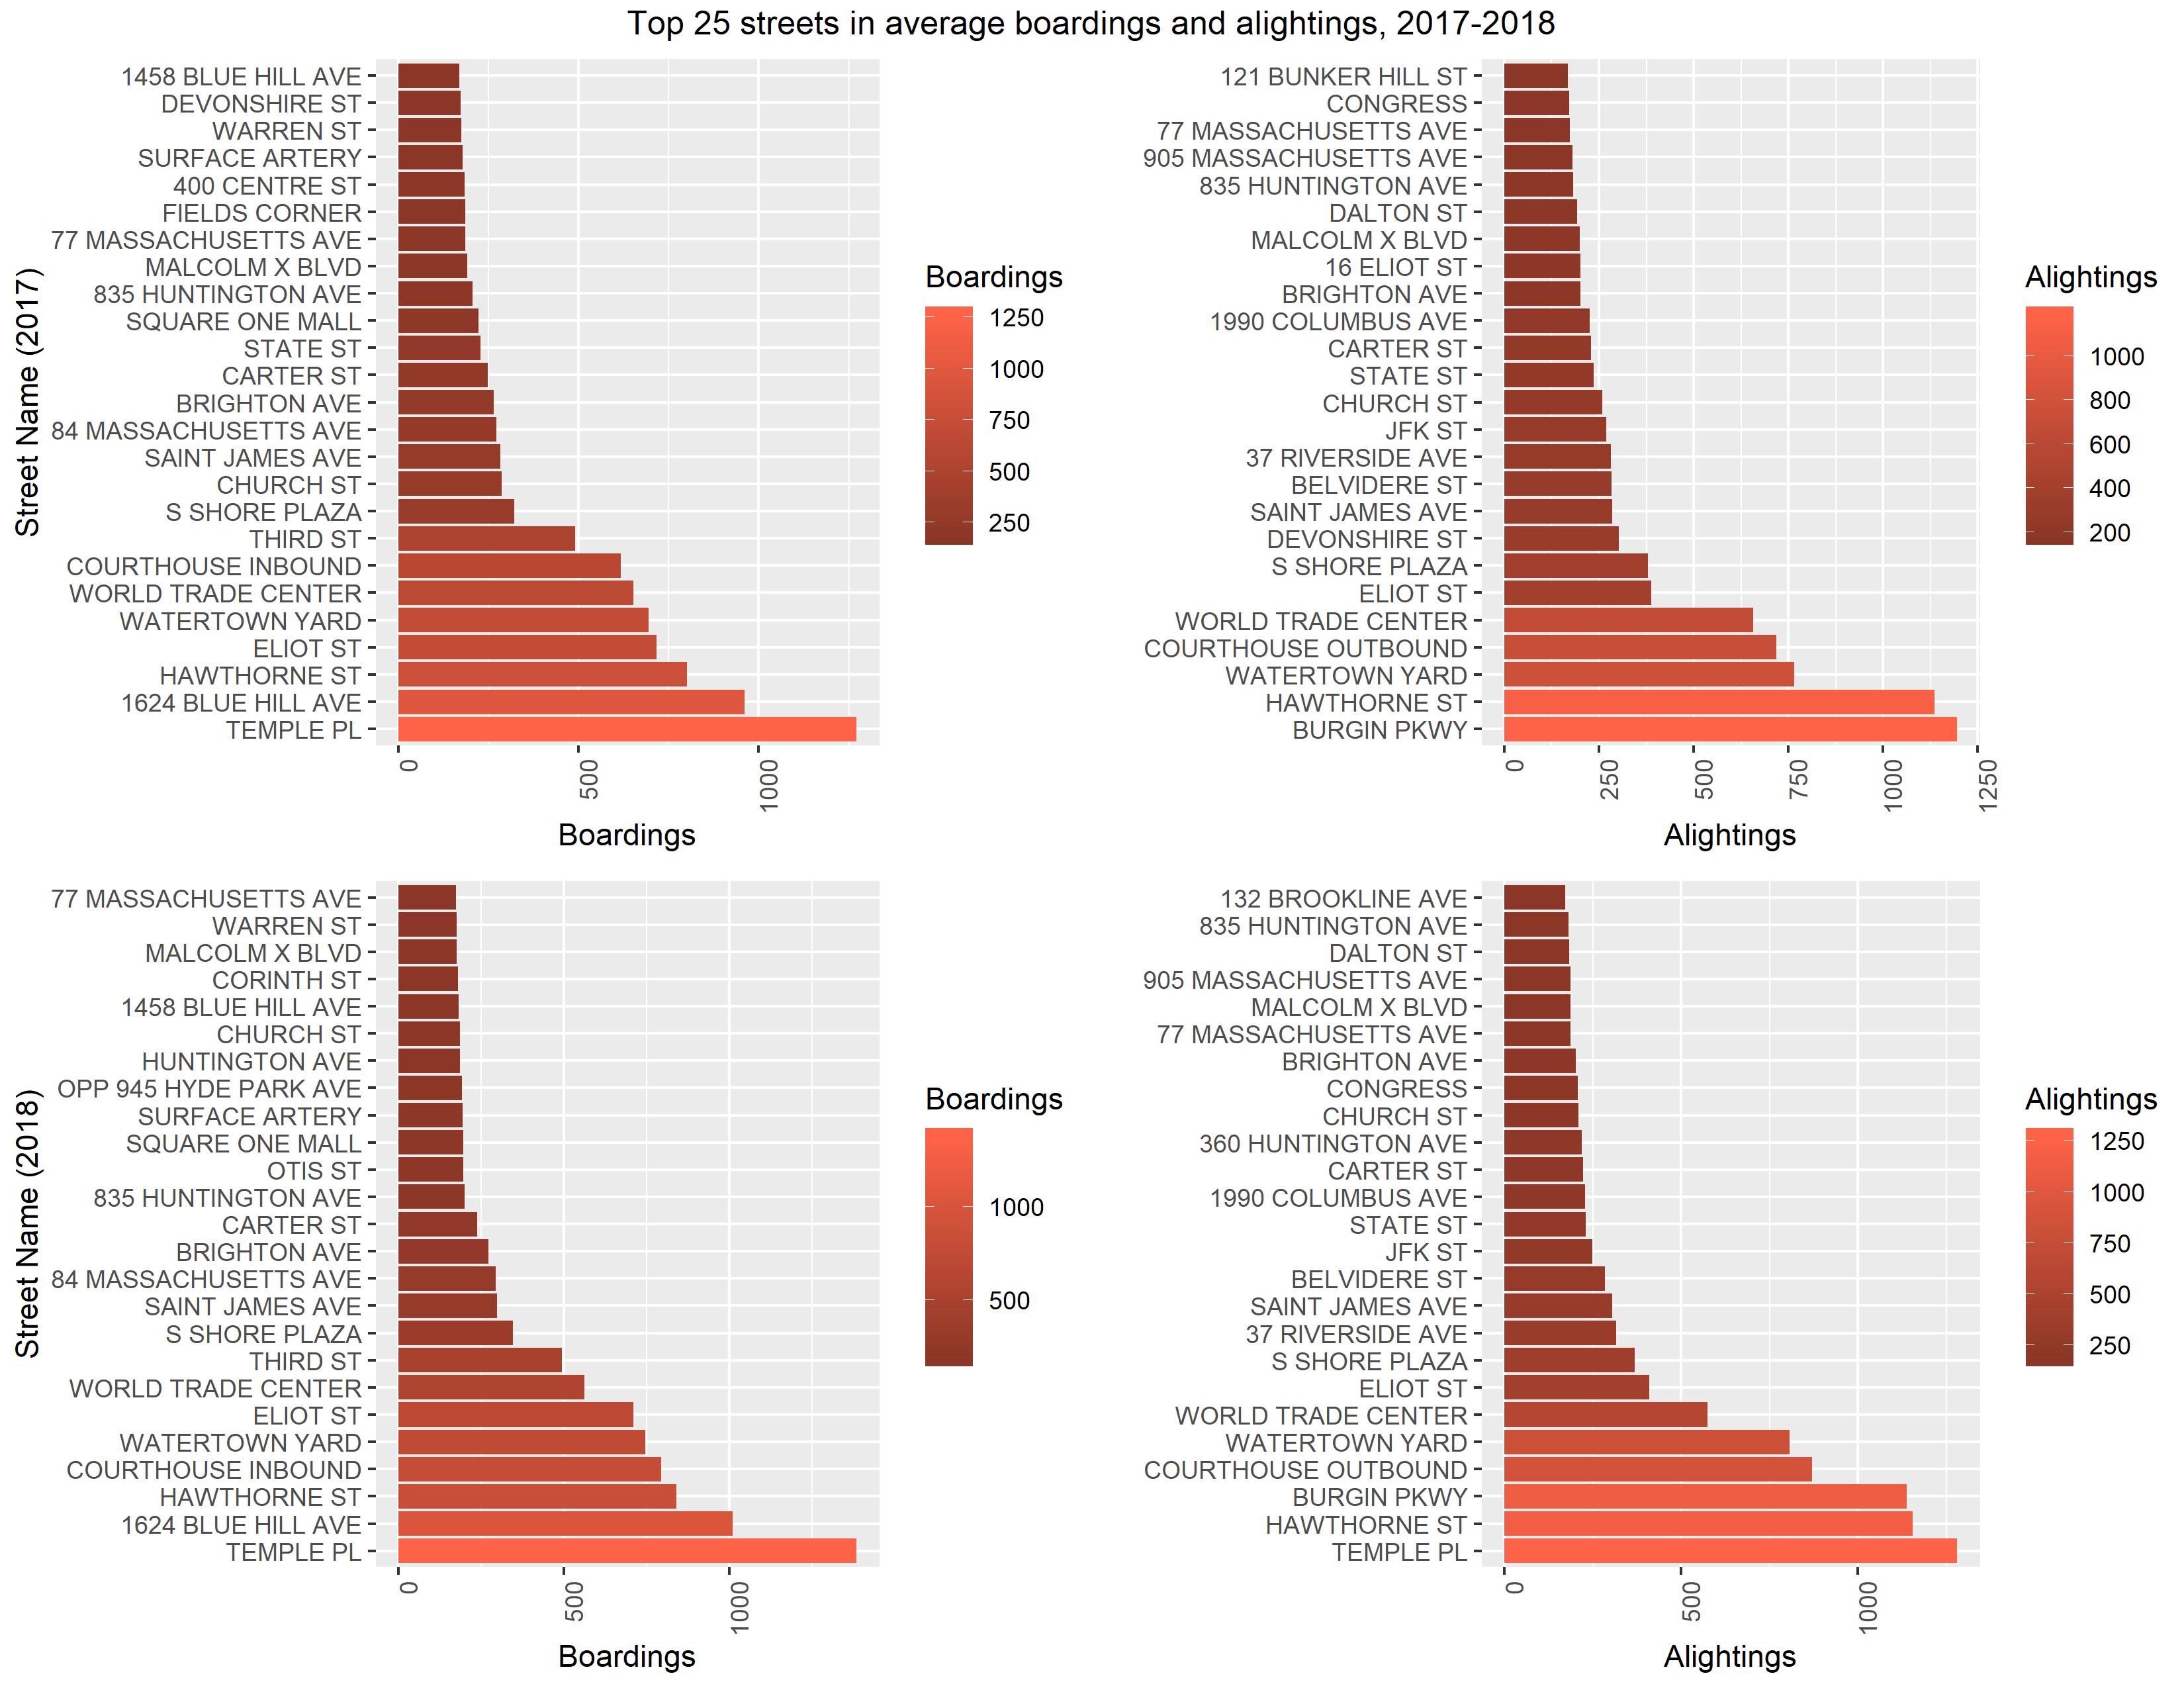 Top 25 streets in average boardings and alightings, 2017-2018
Street Name (2017)
1458 BLUE HILL AVE
DEVONSHIRE ST
WARREN ST
SURFACE ARTERY
400 CENTRE ST
FIELDS CORNER
77 MASSACHUSETTS AVE
MALCOLM X BLVD
835 HUNTINGTON AVE
SQUARE ONE MALL
STATE ST
CARTER ST
BRIGHTON AVE
84 MASSACHUSETTS AVE
SAINT JAMES AVE
CHURCH ST
S SHORE PLAZA
THIRD ST
COURTHOUSE INBOUND
WORLD TRADE CENTER
WATERTOWN YARD
ELIOT ST
HAWTHORNE ST
1624 BLUE HILL AVE
TEMPLE PL
0
500
1000
Boardings
Boardings
1250
1000
750
500
250
121 BUNKER HILL ST
CONGRESS
77 MASSACHUSETTS AVE
905 MASSACHUSETTS AVE
835 HUNTINGTON AVE
DALTON ST
MALCOLM X BLVD
16 ELIOT ST
BRIGHTON AVE
1990 COLUMBUS AVE
CARTER ST
STATE ST
CHURCH ST
JFK ST
37 RIVERSIDE AVE
BELVIDERE ST
SAINT JAMES AVE
DEVONSHIRE ST
S SHORE PLAZA
ELIOT ST
WORLD TRADE CENTER
COURTHOUSE OUTBOUND
WATERTOWN YARD
HAWTHORNE ST
BURGIN PKWY
0
250
500
750
1000
1250
Alightings
Alightings
1000
800
600
400
200
Street Name (2018)
77 MASSACHUSETTS AVE
WARREN ST
MALCOLM X BLVD
CORINTH ST
1458 BLUE HILL AVE
CHURCH ST
HUNTINGTON AVE
OPP 945 HYDE PARK AVE
SURFACE ARTERY
SQUARE ONE MALL
OTIS ST
835 HUNTINGTON AVE
CARTER ST
BRIGHTON AVE
84 MASSACHUSETTS AVE
SAINT JAMES AVE
S SHORE PLAZA
THIRD ST
WORLD TRADE CENTER
ELIOT ST
WATERTOWN YARD
COURTHOUSE INBOUND
HAWTHORNE ST
1624 BLUE HILL AVE
TEMPLE PL
0
500
1000
Boardings
Boardings
1000
500
132 BROOKLINE AVE
835 HUNTINGTON AVE
DALTON ST
905 MASSACHUSETTS AVE
MALCOLM X BLVD
77 MASSACHUSETTS AVE
BRIGHTON AVE
CONGRESS
CHURCH ST
360 HUNTINGTON AVE
CARTER ST
1990 COLUMBUS AVE
STATE ST
JFK ST
BELVIDERE ST
SAINT JAMES AVE
37 RIVERSIDE AVE
S SHORE PLAZA
ELIOT ST
WORLD TRADE CENTER
WATERTOWN YARD
COURTHOUSE OUTBOUND
BURGIN PKWY
HAWTHORNE ST
TEMPLE PL
0
500
1000
Alightings
Alightings
1250
1000
750
500
250